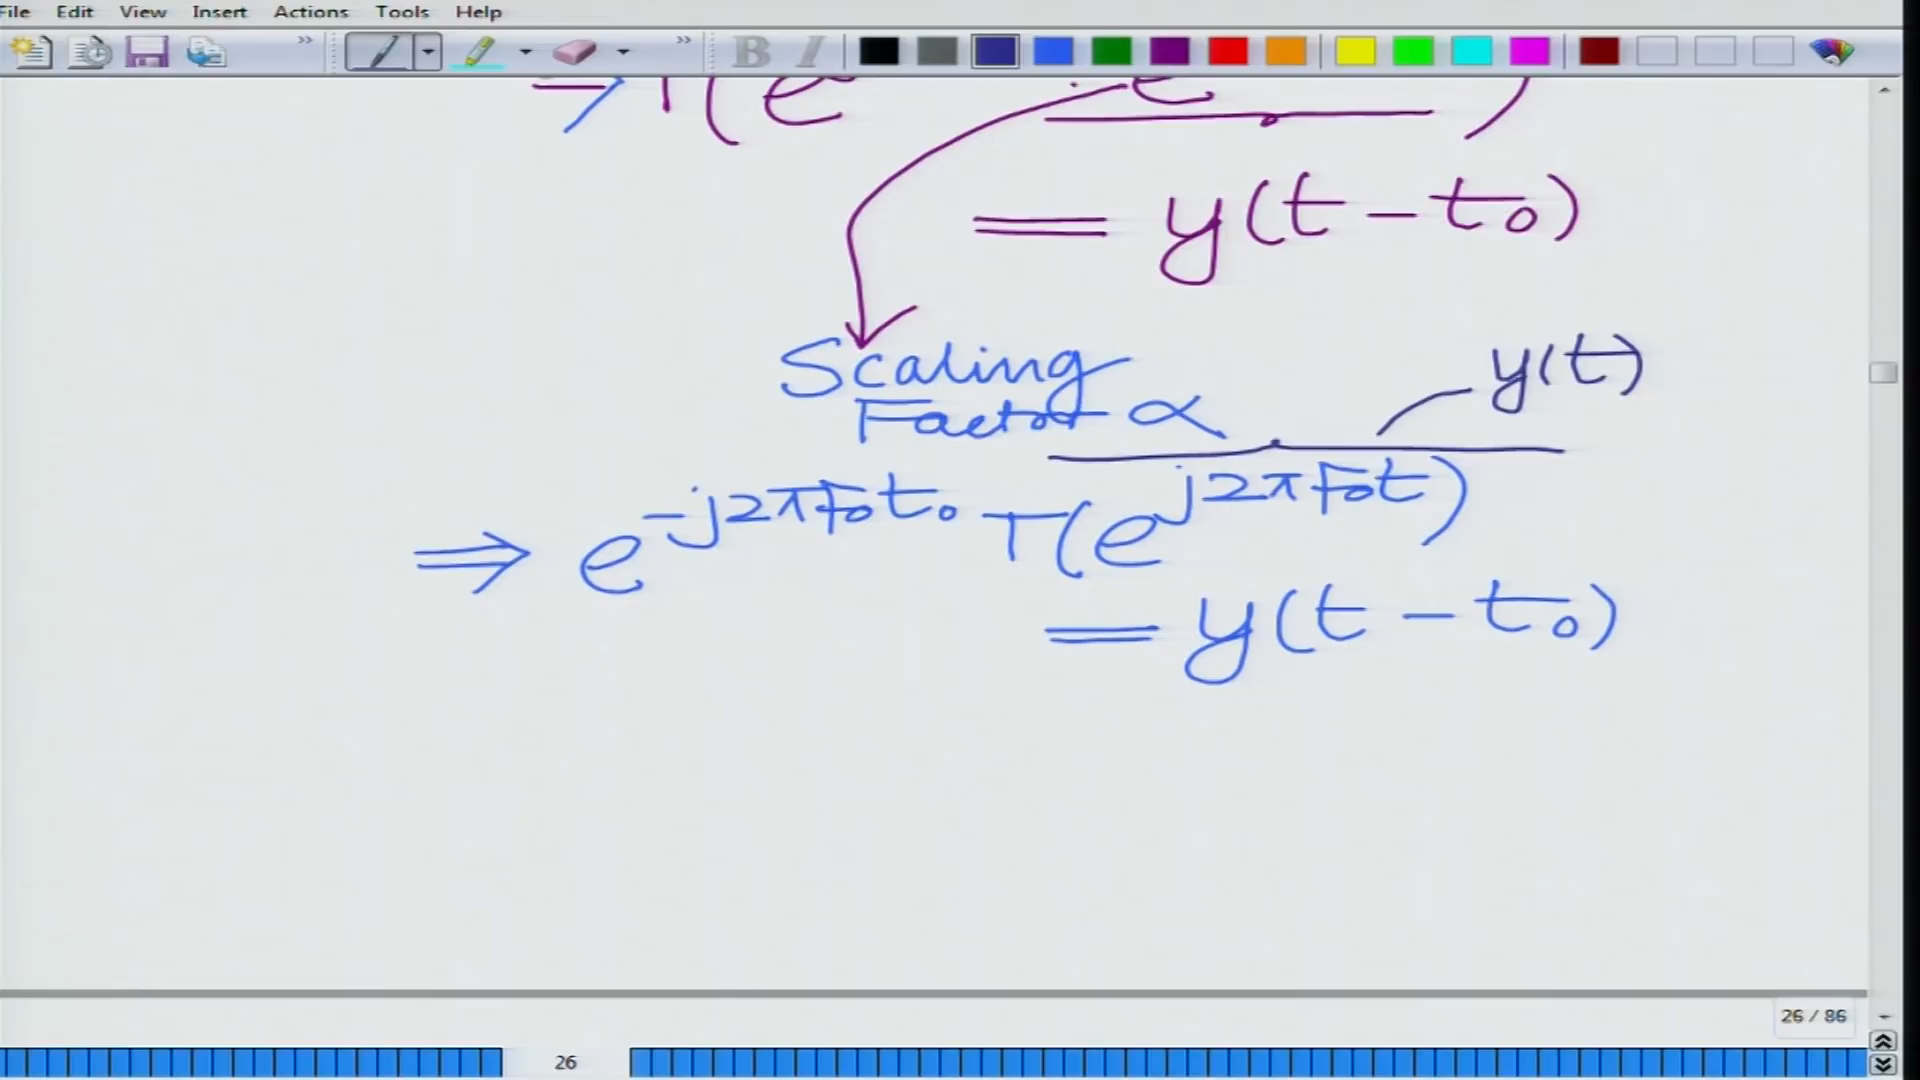 File Edit View Insert Actions Tools Help
B I
⇒ T(e e )
= y(t - t₀)
Scaling
Factor α
y(t)
⇒ e^{-j2πF₀t₀} T(e^{j2πF₀t})
= y(t - t₀)
26 / 86
26